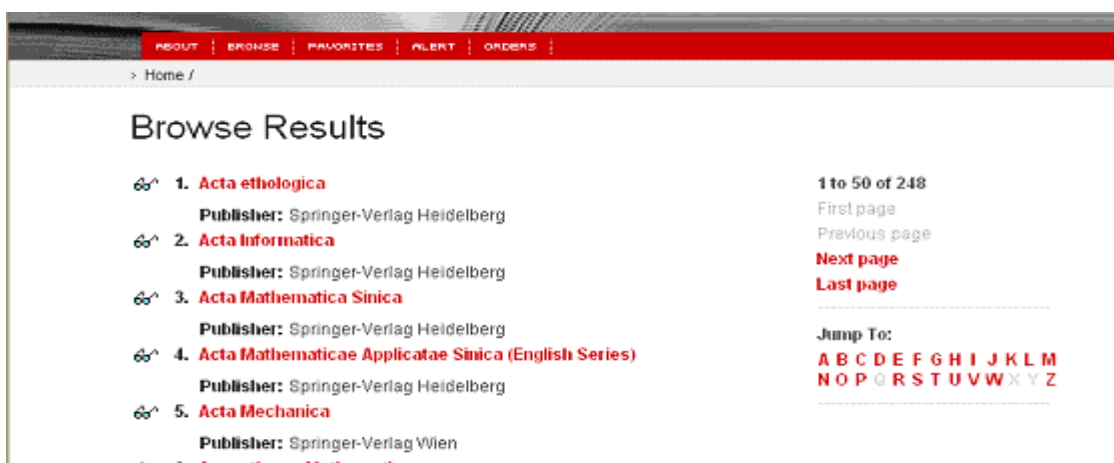 ABOUT BROWSE FAVORITES ALERT ORDERS
> Home /
Browse Results
1. Acta ethologica
Publisher: Springer-Verlag Heidelberg
2. Acta Informatica
Publisher: Springer-Verlag Heidelberg
3. Acta Mathematica Sinica
Publisher: Springer-Verlag Heidelberg
4. Acta Mathematicae Applicatae Sinica (English Series)
Publisher: Springer-Verlag Heidelberg
5. Acta Mechanica
Publisher: Springer-Verlag Wien
1 to 50 of 248
First page
Previous page
Next page
Last page
Jump To:
A B C D E F G H I J K L M
N O P Q R S T U V W X Y Z